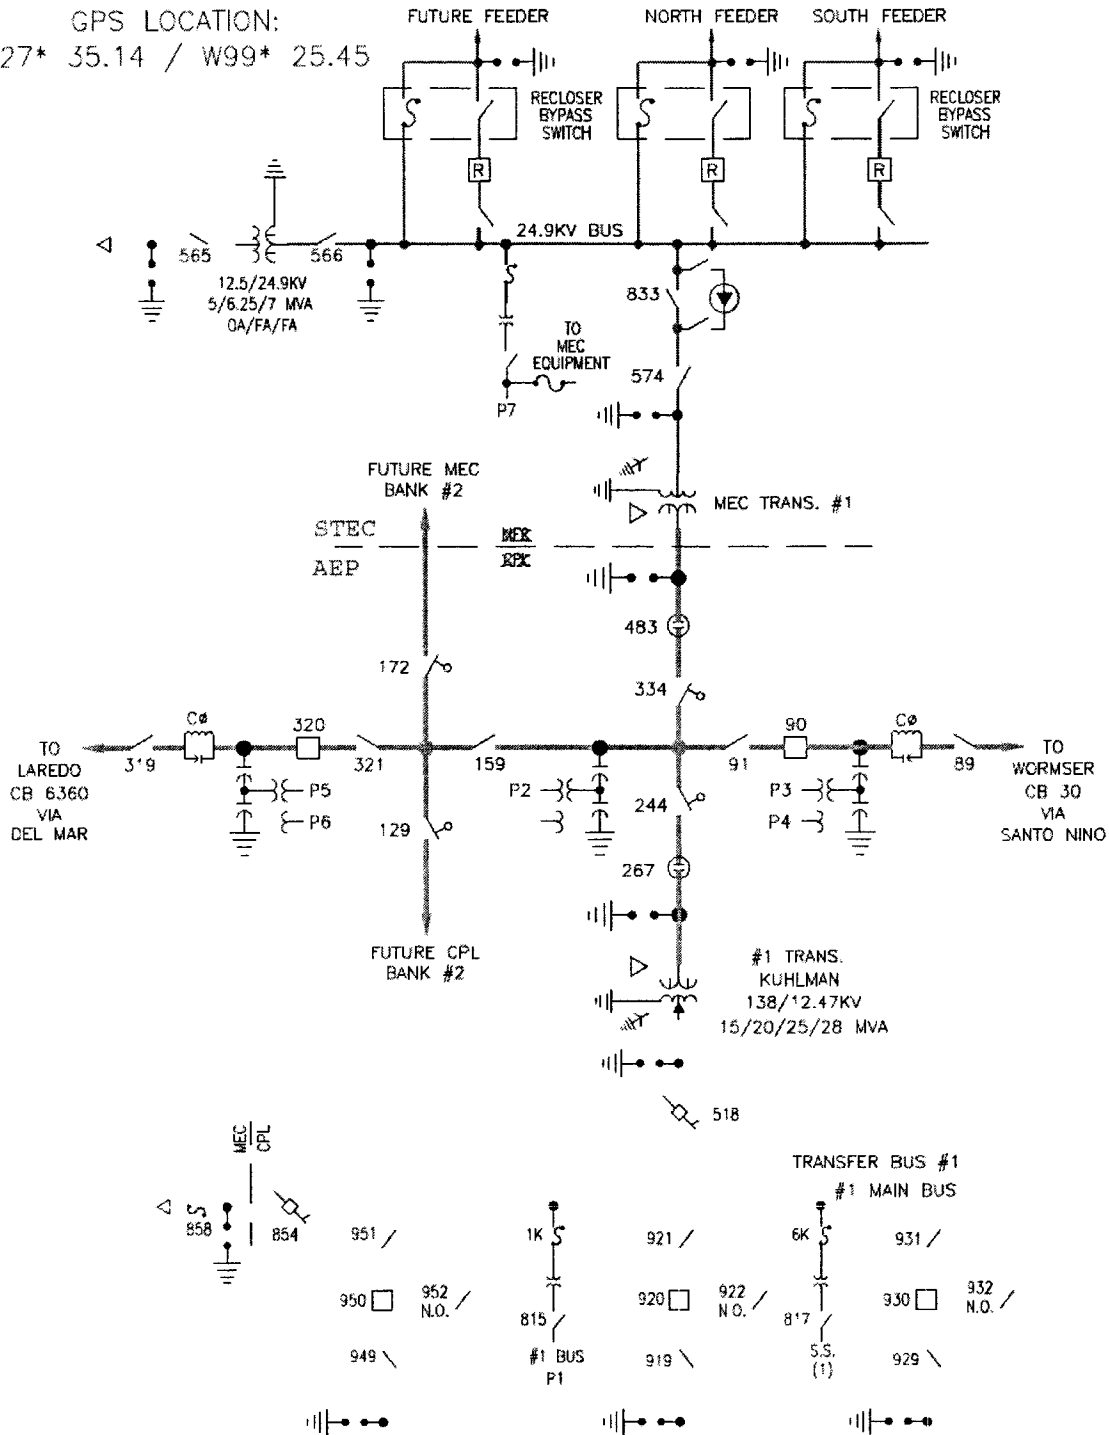 GPS LOCATION:
27* 35.14 / W99* 25.45
FUTURE FEEDER
NORTH FEEDER
SOUTH FEEDER
RECLOSER
BYPASS
SWITCH
RECLOSER
BYPASS
SWITCH
R
R
R
24.9KV BUS
565
566
12.5/24.9KV
5/6.25/7 MVA
OA/FA/FA
833
TO
MEC
EQUIPMENT
P7
574
FUTURE MEC
BANK #2
MEC TRANS. #1
STEC
AEP
483
172
334
CØ
320
90
CØ
TO
LAREDO
CB 6360
VIA
DEL MAR
319
321
159
91
89
TO
WORMSER
CB 30
VIA
SANTO NINO
P5
P6
P2
P3
P4
129
244
267
FUTURE CPL
BANK #2
#1 TRANS.
KUHLMAN
138/12.47KV
15/20/25/28 MVA
518
MEC
CPL
TRANSFER BUS #1
#1 MAIN BUS
858
854
951
1K
921
6K
931
950
952
N.O.
920
922
N.O.
930
932
N.O.
815
817
949
#1 BUS
P1
919
S.S.
(1)
929